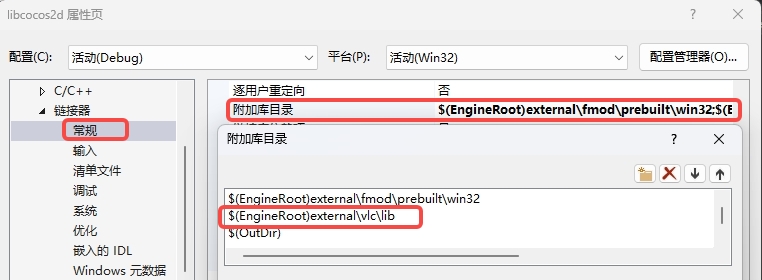 libcocos2d 属性页
? ×
配置(C): 活动(Debug) 平台(P): 活动(Win32) 配置管理器(O)...
C/C++
链接器
常规
输入
清单文件
调试
系统
优化
嵌入的 IDL
Windows 元数据
逐用户重定向 否
附加库目录 $(EngineRoot)external\fmod\prebuilt\win32;$(E
附加库目录
? ×
$(EngineRoot)external\fmod\prebuilt\win32
$(EngineRoot)external\vlc\lib
$(OutDir)